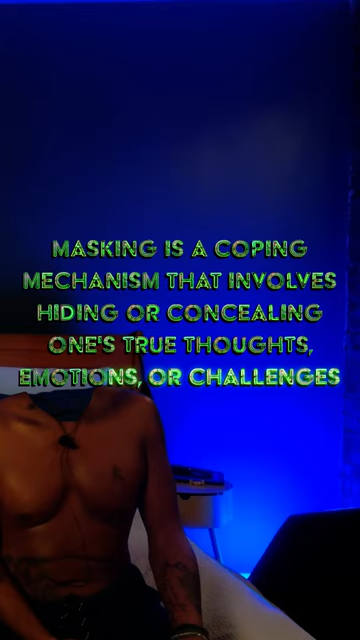 MASKING IS A COPING
MECHANISM THAT INVOLVES
HIDING OR CONCEALING
ONE'S TRUE THOUGHTS,
EMOTIONS, OR CHALLENGES